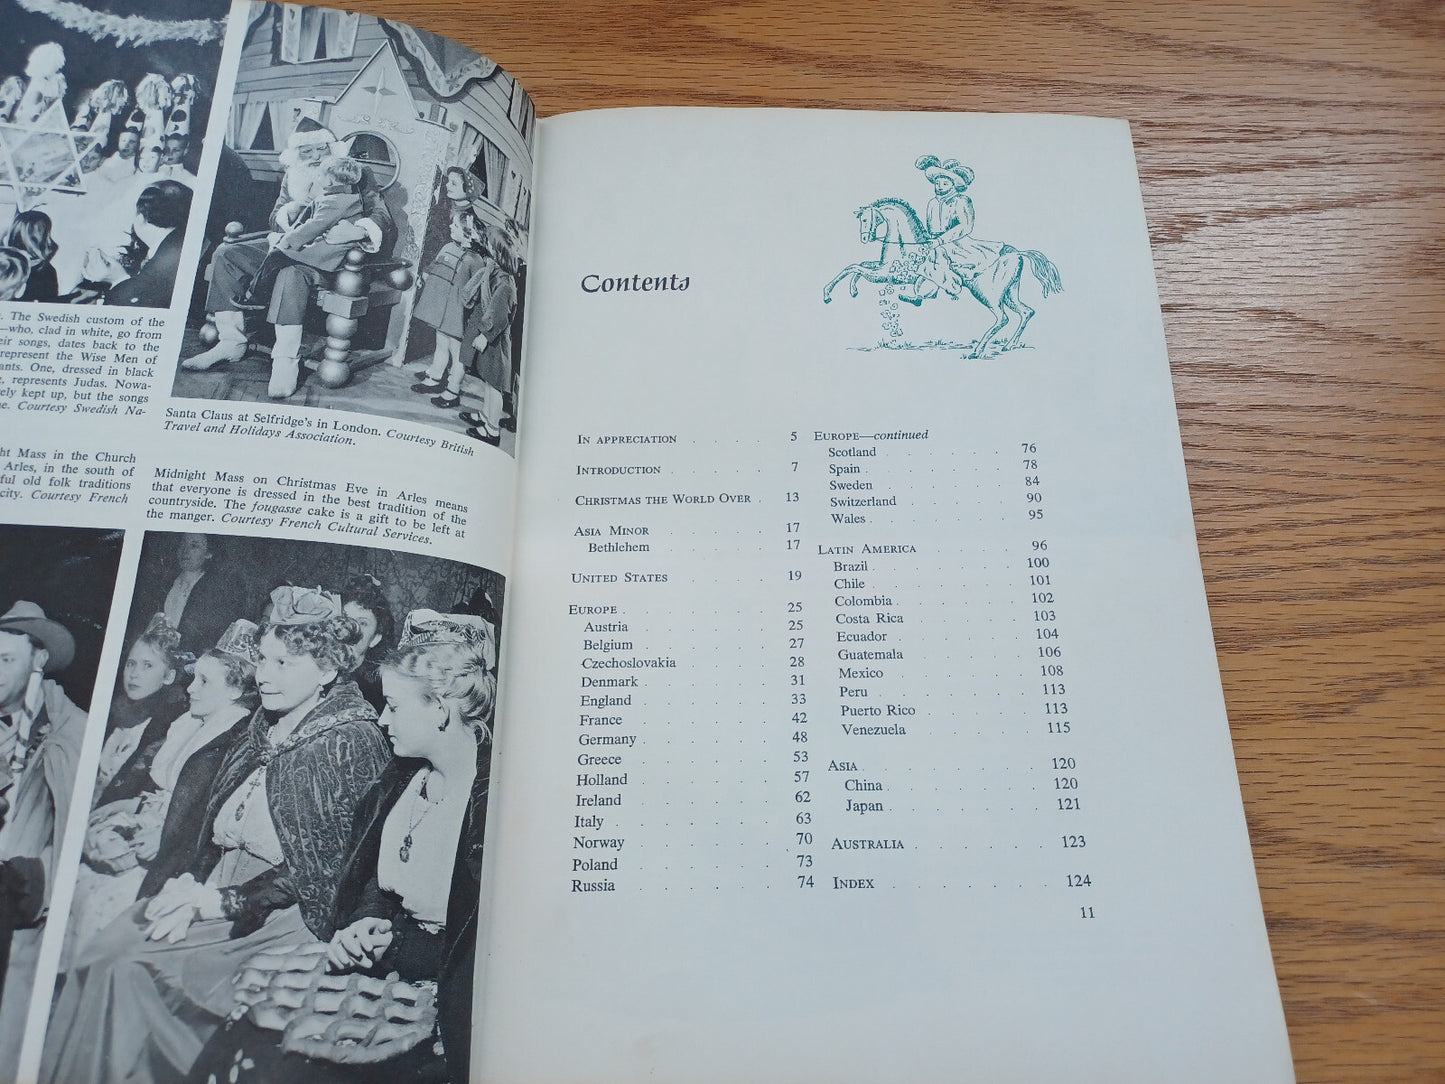 . The Swedish custom of the
—who, clad in white, go from
eir songs, dates back to the
represent the Wise Men of
ants. One, dressed in black
, represents Judas. Nowa-
ely kept up, but the songs
e. Courtesy Swedish Na-
Santa Claus at Selfridge's in London. Courtesy British
Travel and Holidays Association.
ht Mass in the Church
Arles, in the south of
ful old folk traditions
city. Courtesy French
Midnight Mass on Christmas Eve in Arles means
that everyone is dressed in the best tradition of the
countryside. The fougasse cake is a gift to be left at
the manger. Courtesy French Cultural Services.
Contents
In appreciation . . . . 5
Introduction . . . . . 7
Christmas the World Over . 13
Asia Minor . . . . . 17
Bethlehem . . . . . 17
United States . . . . . 19
Europe . . . . . . . 25
Austria . . . . . . 25
Belgium . . . . . . 27
Czechoslovakia . . . . 28
Denmark . . . . . . 31
England . . . . . . 33
France . . . . . . 42
Germany . . . . . . 48
Greece . . . . . . 53
Holland . . . . . . 57
Ireland . . . . . . 62
Italy . . . . . . . 63
Norway . . . . . . 70
Poland . . . . . . 73
Russia . . . . . . 74
Europe—continued
Scotland . . . . . . 76
Spain . . . . . . . 78
Sweden . . . . . . 84
Switzerland . . . . . 90
Wales . . . . . . . 95
Latin America . . . . . 96
Brazil . . . . . . . 100
Chile . . . . . . . 101
Colombia . . . . . . 102
Costa Rica . . . . . 103
Ecuador . . . . . . 104
Guatemala . . . . . 106
Mexico . . . . . . 108
Peru . . . . . . . 113
Puerto Rico . . . . . 113
Venezuela . . . . . 115
Asia . . . . . . . . 120
China . . . . . . . 120
Japan . . . . . . . 121
Australia . . . . . . 123
Index . . . . . . . 124
11